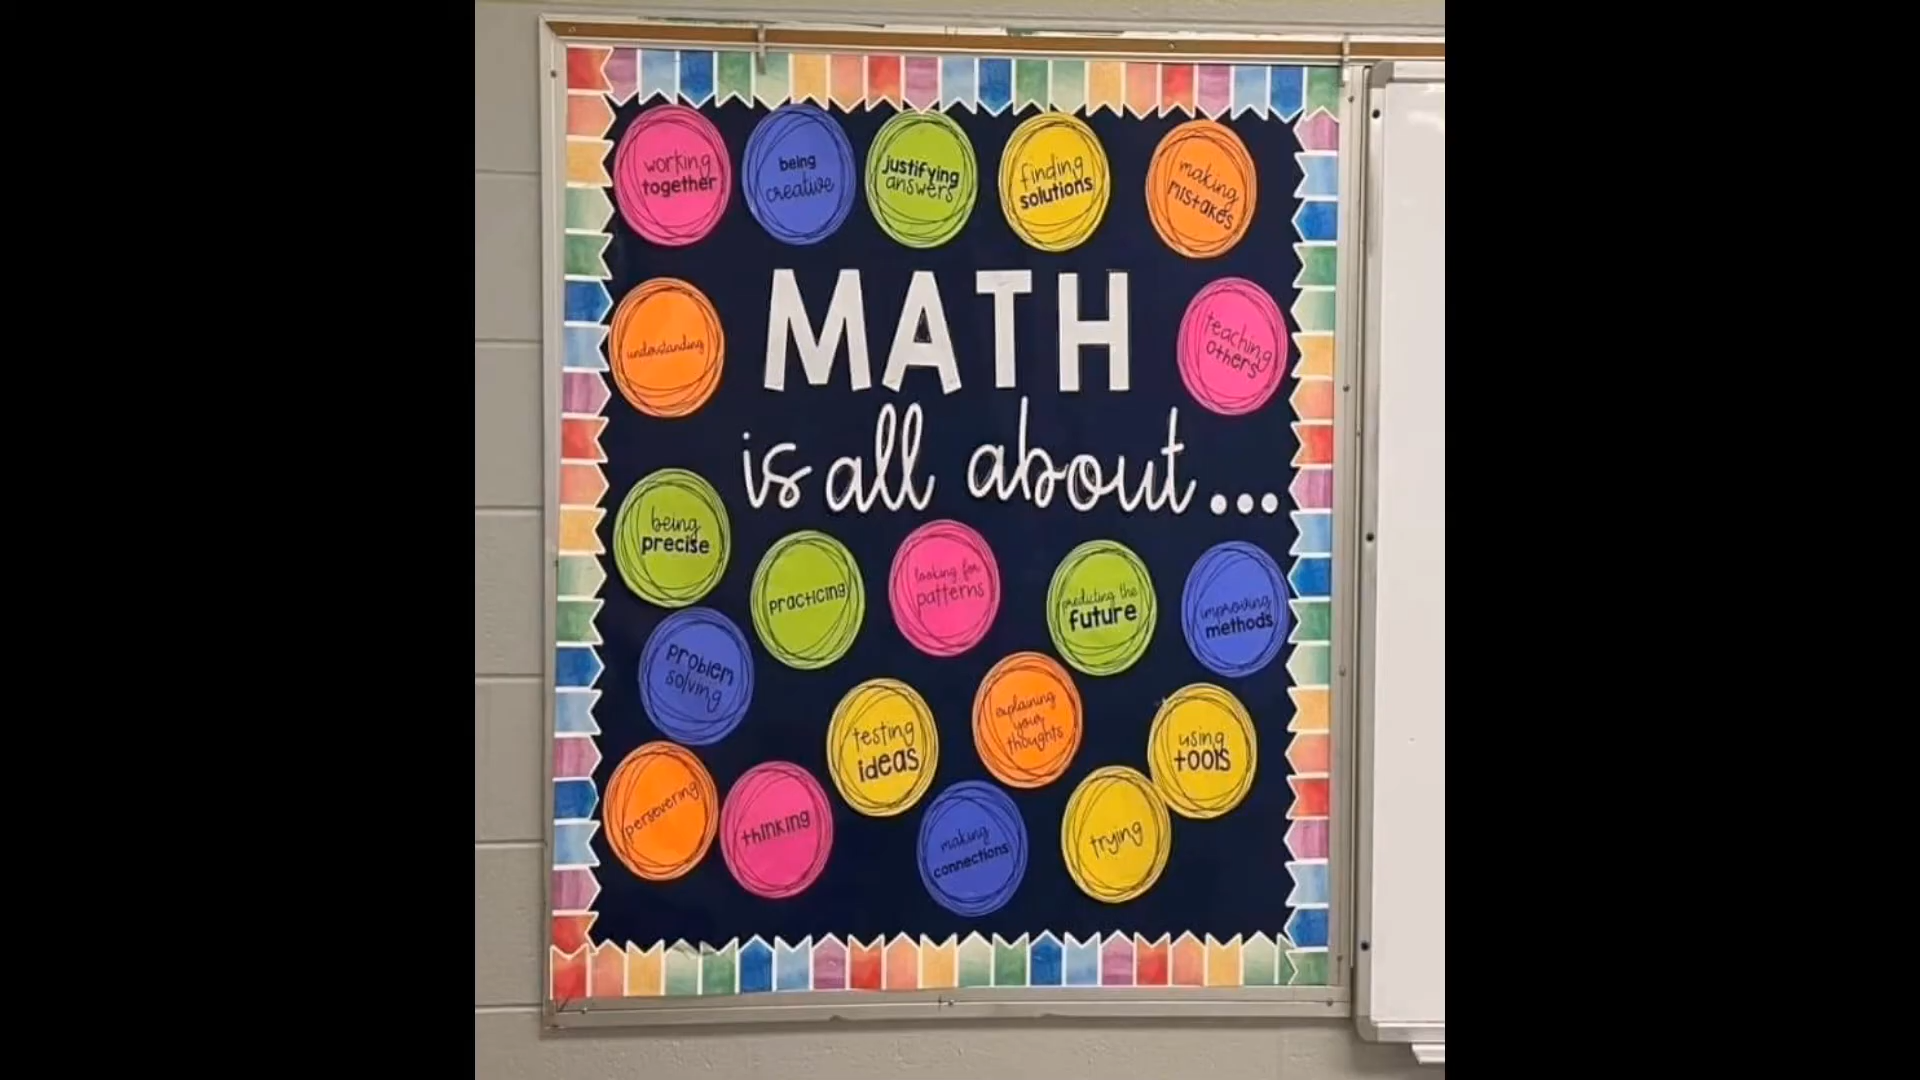 working
together
being
creative
justifying
answers
finding
solutions
making
mistakes
understanding
MATH
teaching
others
is all about...
being
precise
practicing
looking for
patterns
predicting the
future
improving
methods
problem
solving
testing
ideas
explaining
your
thoughts
using
tools
persevering
thinking
making
connections
trying